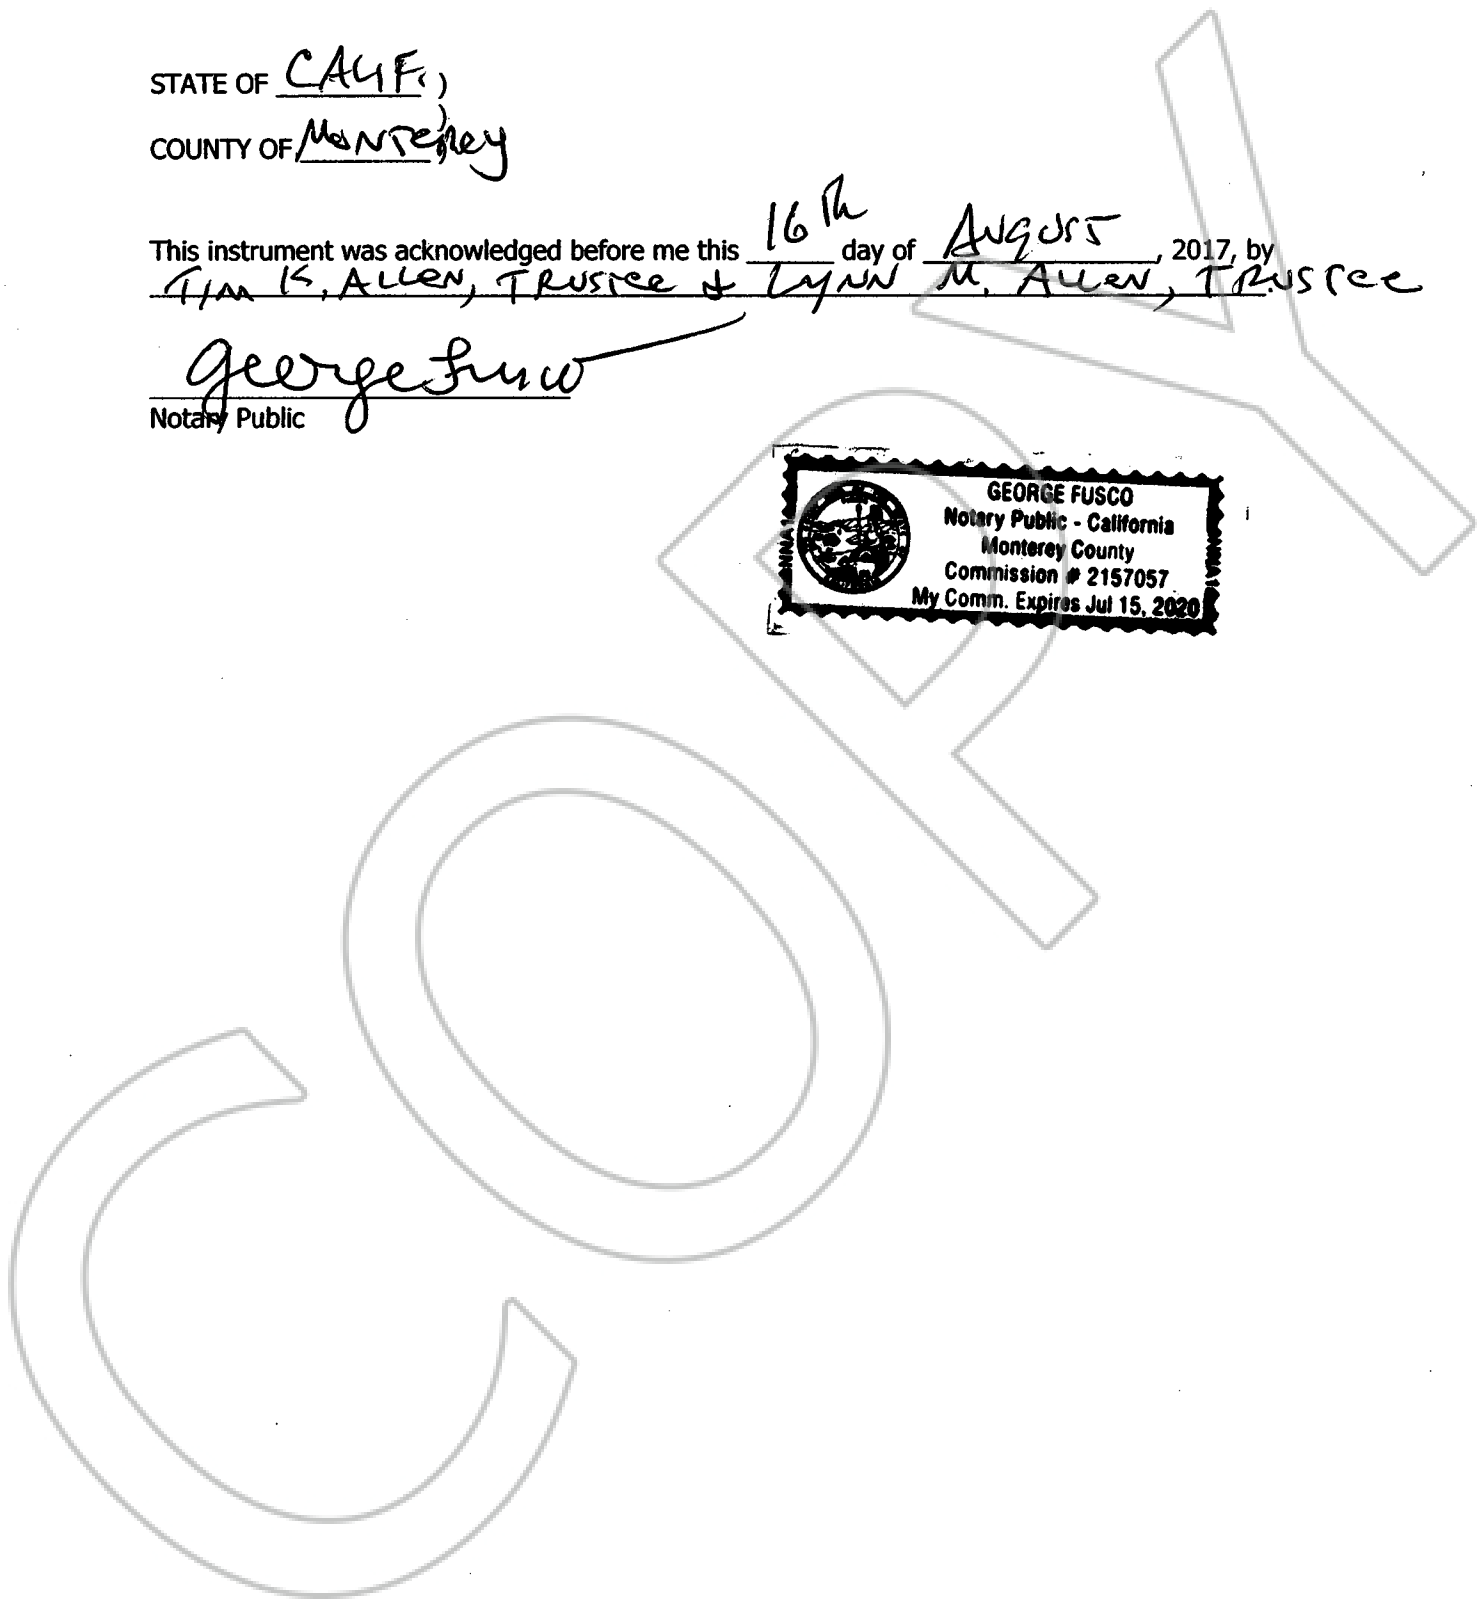 STATE OF CALIF. )
)
COUNTY OF MONTEREY )
This instrument was acknowledged before me this 16th day of AUGUST, 2017, by
TIM K. ALLEN, TRUSTEE & LYNN M. ALLEN, TRUSTEE
George Fusco
Notary Public
GEORGE FUSCO
Notary Public - California
Monterey County
Commission # 2157057
My Comm. Expires Jul 15, 2020
COPY